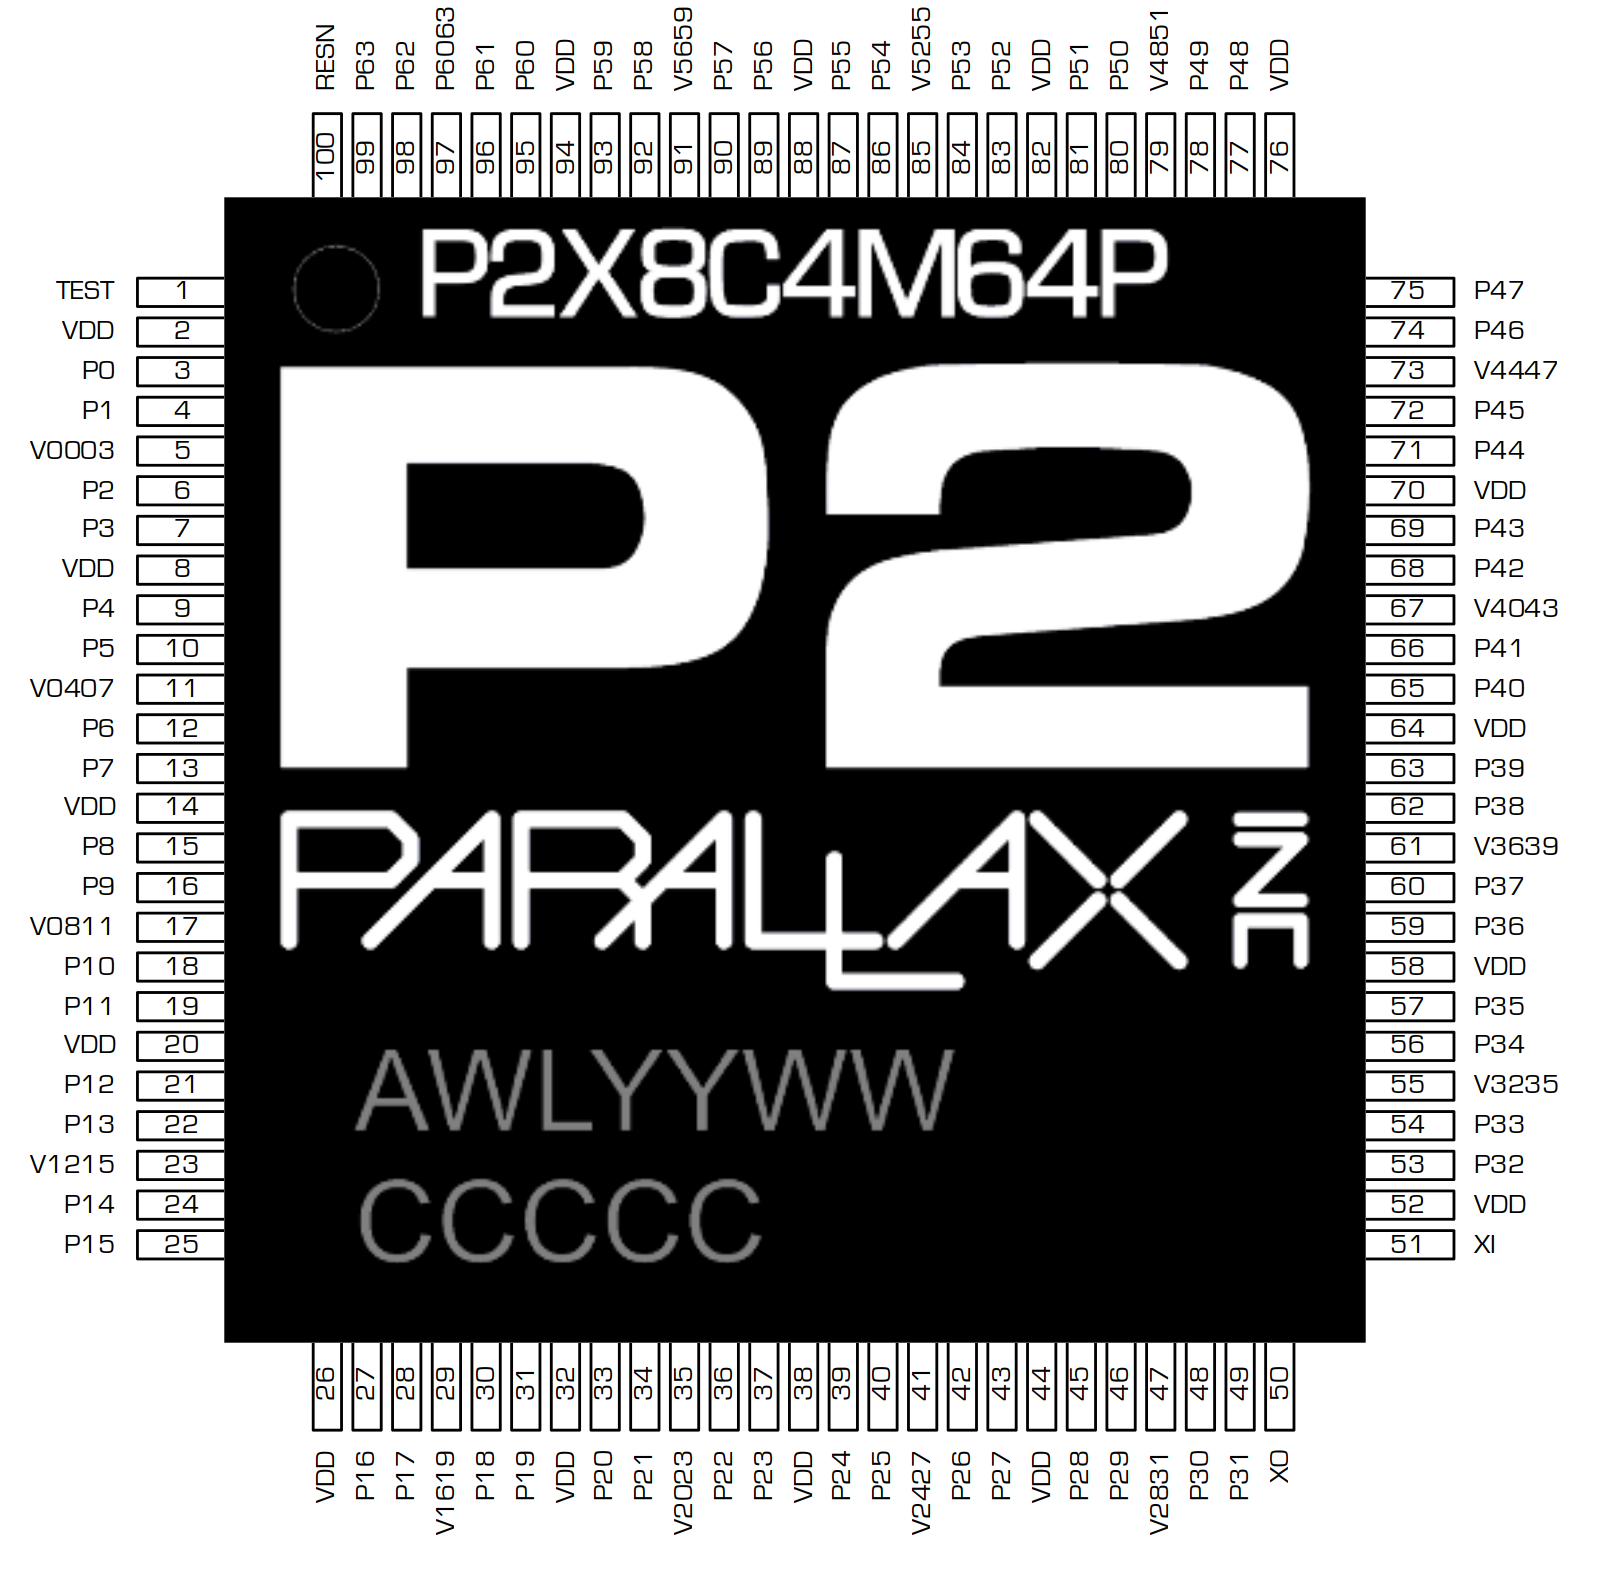 RESN P63 P62 P6063 P61 P60 VDD P59 P58 V5659 P57 P56 VDD P55 P54 V5255 P53 P52 VDD P51 P50 V4851 P49 P48 VDD
100 99 98 97 96 95 94 93 92 91 90 89 88 87 86 85 84 83 82 81 80 79 78 77 76
P2X8C4M64P
TEST 1 75 P47
VDD 2 74 P46
P0 3 73 V4447
P1 4 72 P45
V0003 5 71 P44
P2 6 70 VDD
P3 7 69 P43
VDD 8 68 P42
P4 9 67 V4043
P5 10 66 P41
V0407 11 65 P40
P6 12 64 VDD
P7 13 63 P39
P2
VDD 14 62 P38
P8 15 61 V3639
P9 16 60 P37
V0811 17 59 P36
P10 18 58 VDD
PARALLAX INC
P11 19 57 P35
VDD 20 56 P34
P12 21 55 V3235
P13 22 54 P33
AWLYYWW
V1215 23 53 P32
P14 24 52 VDD
P15 25 51 XI
CCCCC
26 27 28 29 30 31 32 33 34 35 36 37 38 39 40 41 42 43 44 45 46 47 48 49 50
VDD P16 P17 V1619 P18 P19 VDD P20 P21 V2023 P22 P23 VDD P24 P25 V2427 P26 P27 VDD P28 P29 V2831 P30 P31 XO